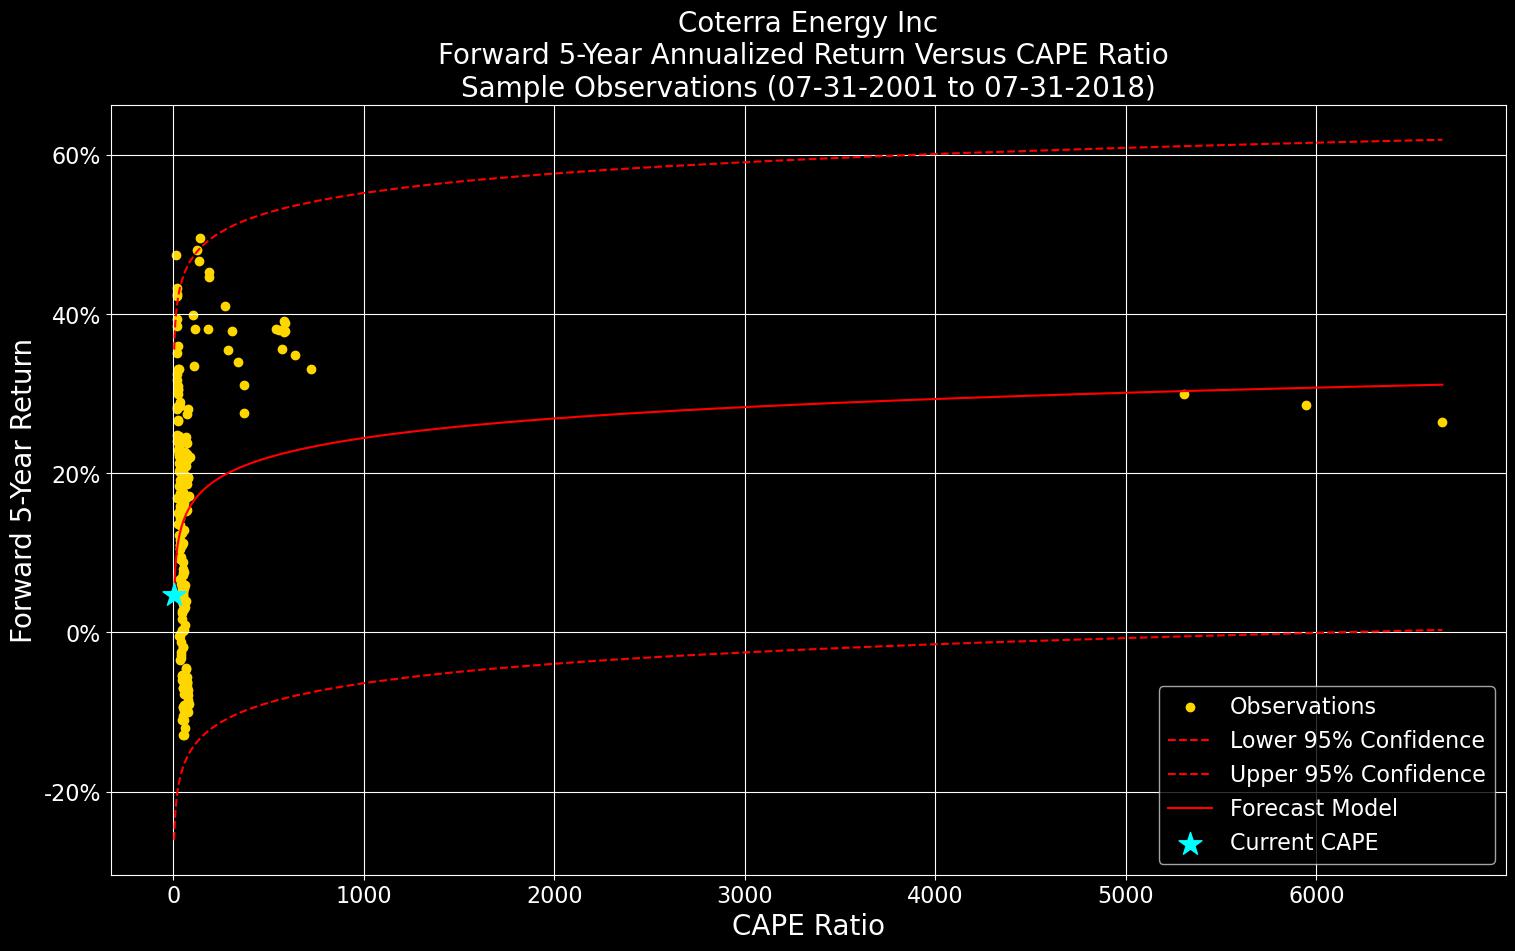 Coterra Energy Inc
Forward 5-Year Annualized Return Versus CAPE Ratio
Sample Observations (07-31-2001 to 07-31-2018)
Forward 5-Year Return
60%
40%
20%
0%
-20%
Observations
Lower 95% Confidence
Upper 95% Confidence
Forecast Model
Current CAPE
0 1000 2000 3000 4000 5000 6000
CAPE Ratio